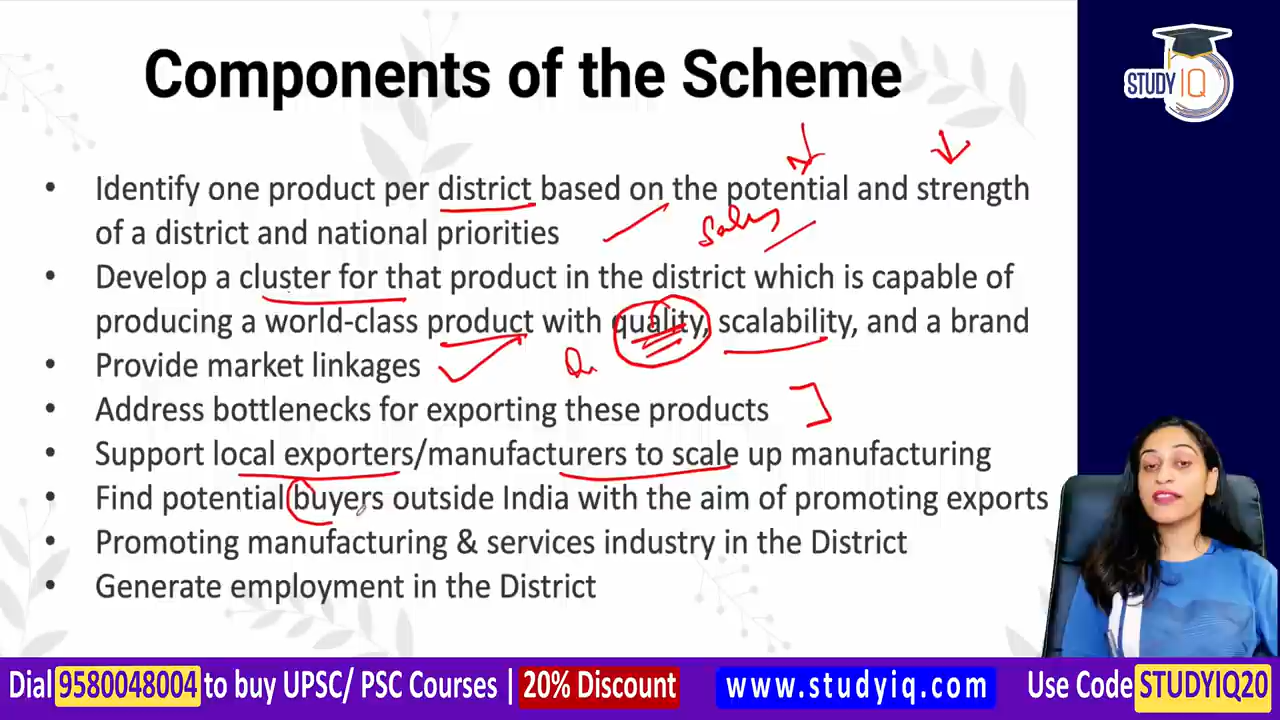 Components of the Scheme
STUDY IQ
• Identify one product per district based on the potential and strength
of a district and national priorities
Sales
• Develop a cluster for that product in the district which is capable of
producing a world-class product with quality, scalability, and a brand
• Provide market linkages
• Address bottlenecks for exporting these products
• Support local exporters/manufacturers to scale up manufacturing
• Find potential buyers outside India with the aim of promoting exports
• Promoting manufacturing & services industry in the District
• Generate employment in the District
Dial 9580048004 to buy UPSC/ PSC Courses | 20% Discount www.studyiq.com Use Code STUDYIQ20